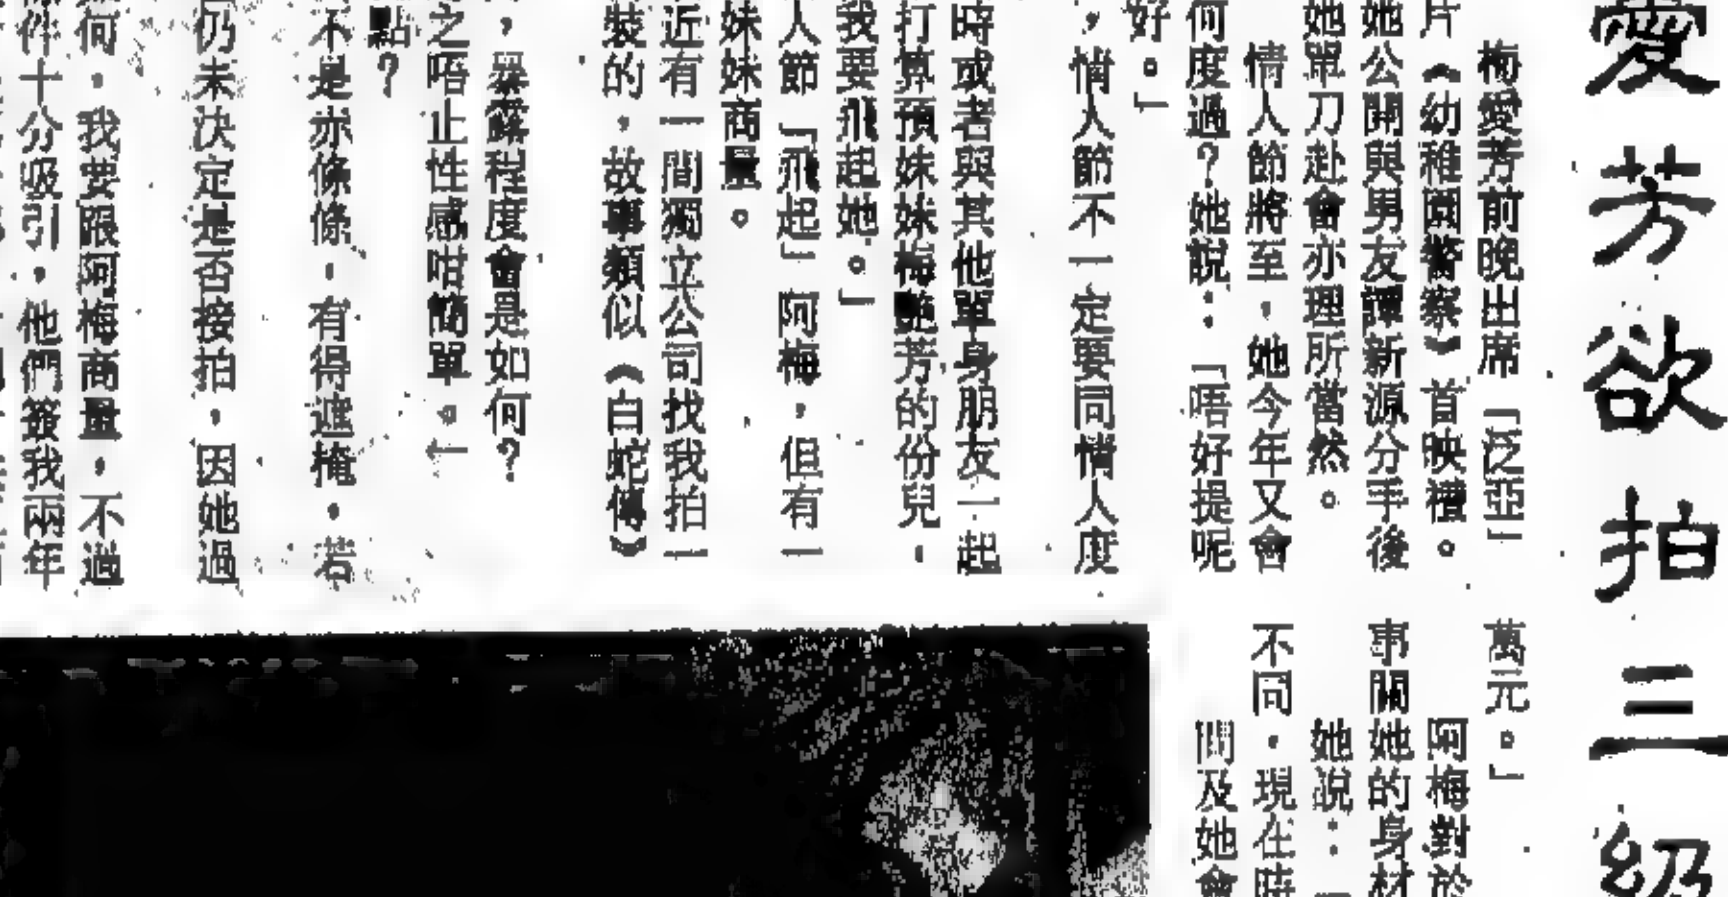 愛芳欲拍三級
梅愛芳前晚出席「泛亞」
片《幼稚園警察》首映禮。
她公開與男友譚新源分手後
她單刀赴會亦理所當然。
情人節將至，她今年又會
何度過？她說：「唔好提呢
好。」
，情人節不一定要同情人度
時或者與其他單身朋友一起
打算預妹妹梅艷芳的份兒，
我要飛起她。」
人節「飛起」阿梅，但有一
妹妹商量。
近有一間獨立公司找我拍一
裝的，故事類似《白蛇傳》
，暴露程度會是如何？
之唔止性感咁簡單。」
點？
不是亦條條，有得遮掩。若
仍未決定是否接拍，因她過
何，我要跟阿梅商量，不過
件十分吸引，他們簽我兩年
萬元。」
阿梅對於
事關她的身材
她說：「
不同，現在時
問及她會